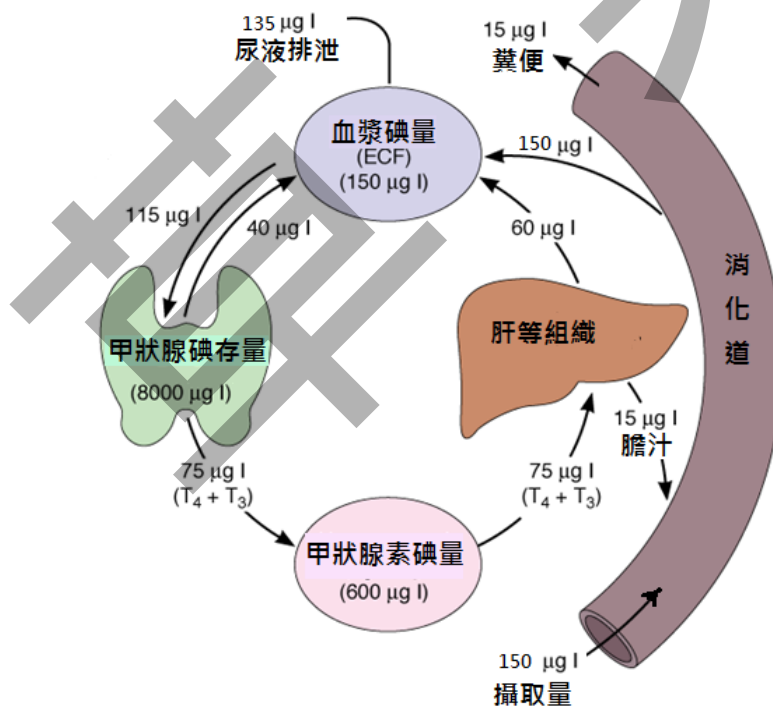 135 μg I
尿液排泄
15 μg I
糞便
血漿碘量
(ECF)
(150 μg I)
150 μg I
115 μg I
40 μg I
60 μg I
消化道
甲狀腺碘存量
(8000 μg I)
肝等組織
15 μg I
膽汁
75 μg I
(T₄ + T₃)
75 μg I
(T₄ + T₃)
甲狀腺素碘量
(600 μg I)
150 μg I
攝取量